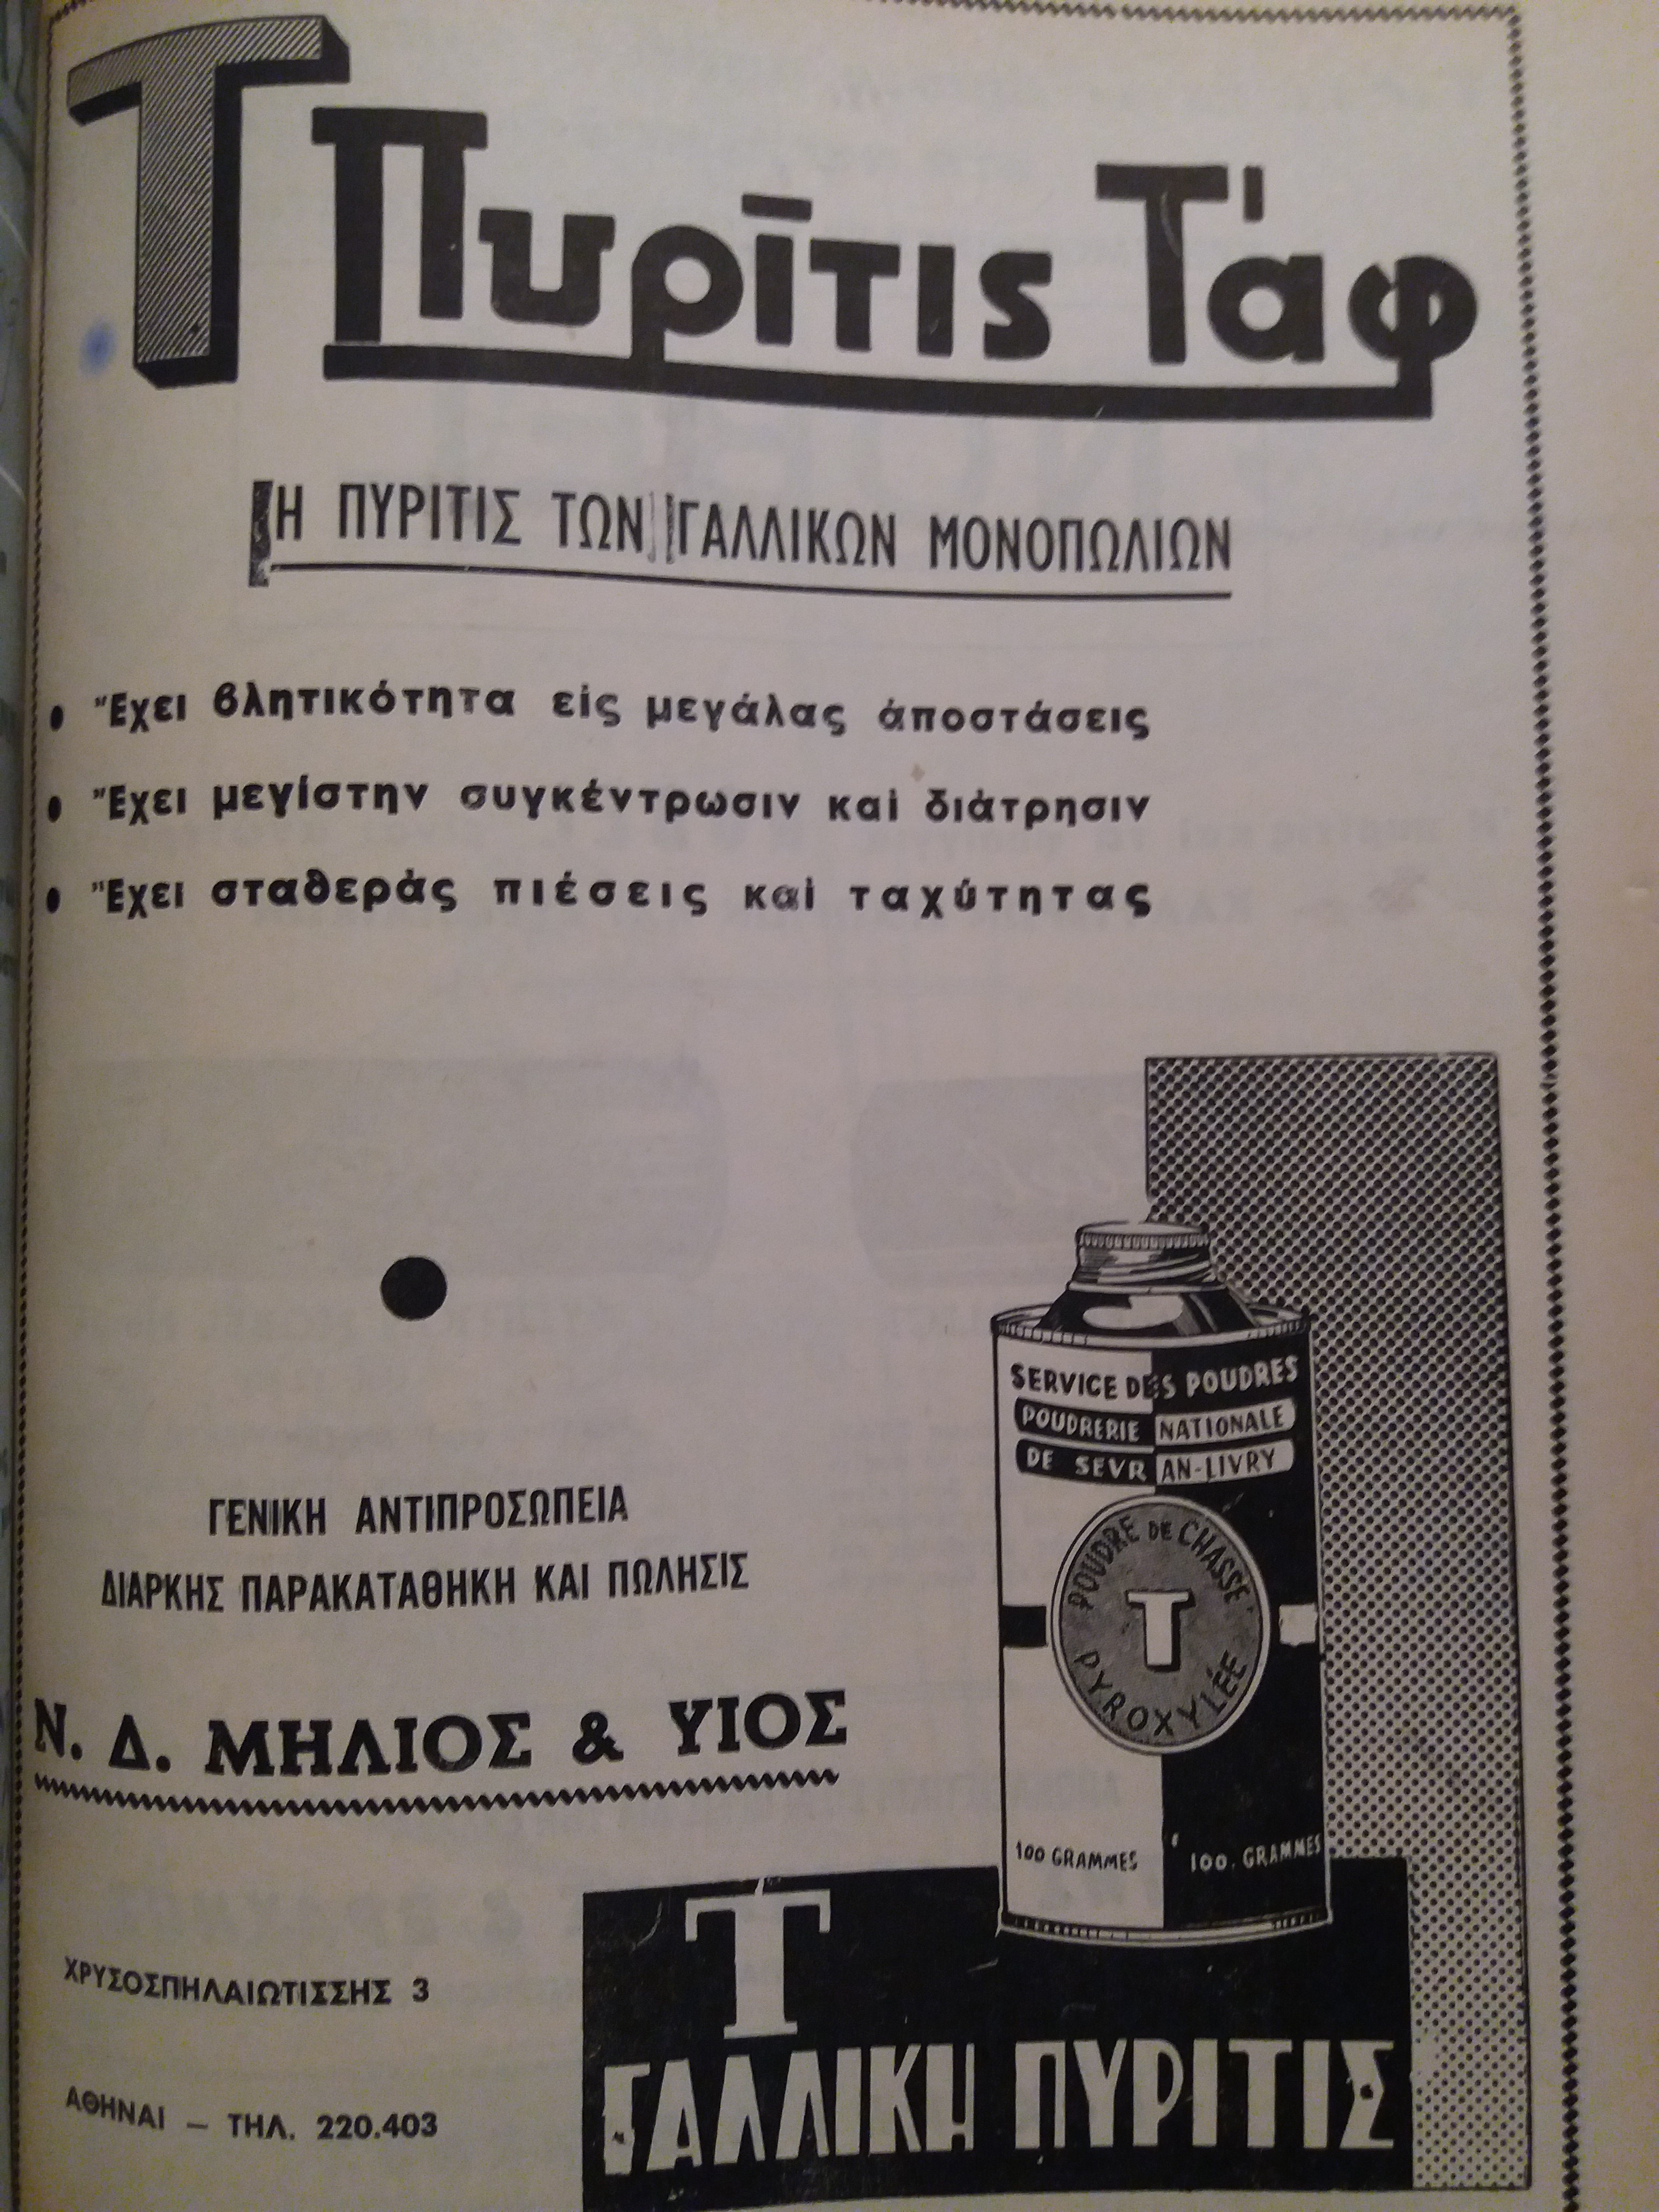 Τ Πυρῖτις Τάφ
Η ΠΥΡΙΤΙΣ ΤΩΝ ΓΑΛΛΙΚΩΝ ΜΟΝΟΠΩΛΙΩΝ
• Ἔχει βλητικότητα εἰς μεγάλας ἀποστάσεις
• Ἔχει μεγίστην συγκέντρωσιν καὶ διάτρησιν
• Ἔχει σταθεράς πιέσεις καὶ ταχύτητας
SERVICE DES POUDRES
POUDRERIE NATIONALE
DE SEVRAN-LIVRY
POUDRE DE CHASSE
T
PYROXYLÉE
100 GRAMMES 100. GRAMMES
ΓΕΝΙΚΗ ΑΝΤΙΠΡΟΣΩΠΕΙΑ
ΔΙΑΡΚΗΣ ΠΑΡΑΚΑΤΑΘΗΚΗ ΚΑΙ ΠΩΛΗΣΙΣ
Ν. Δ. ΜΗΛΙΟΣ & ΥΙΟΣ
ΧΡΥΣΟΣΠΗΛΑΙΩΤΙΣΣΗΣ 3
ΑΘΗΝΑΙ — ΤΗΛ. 220.403
Τ
ΓΑΛΛΙΚΗ ΠΥΡΙΤΙΣ